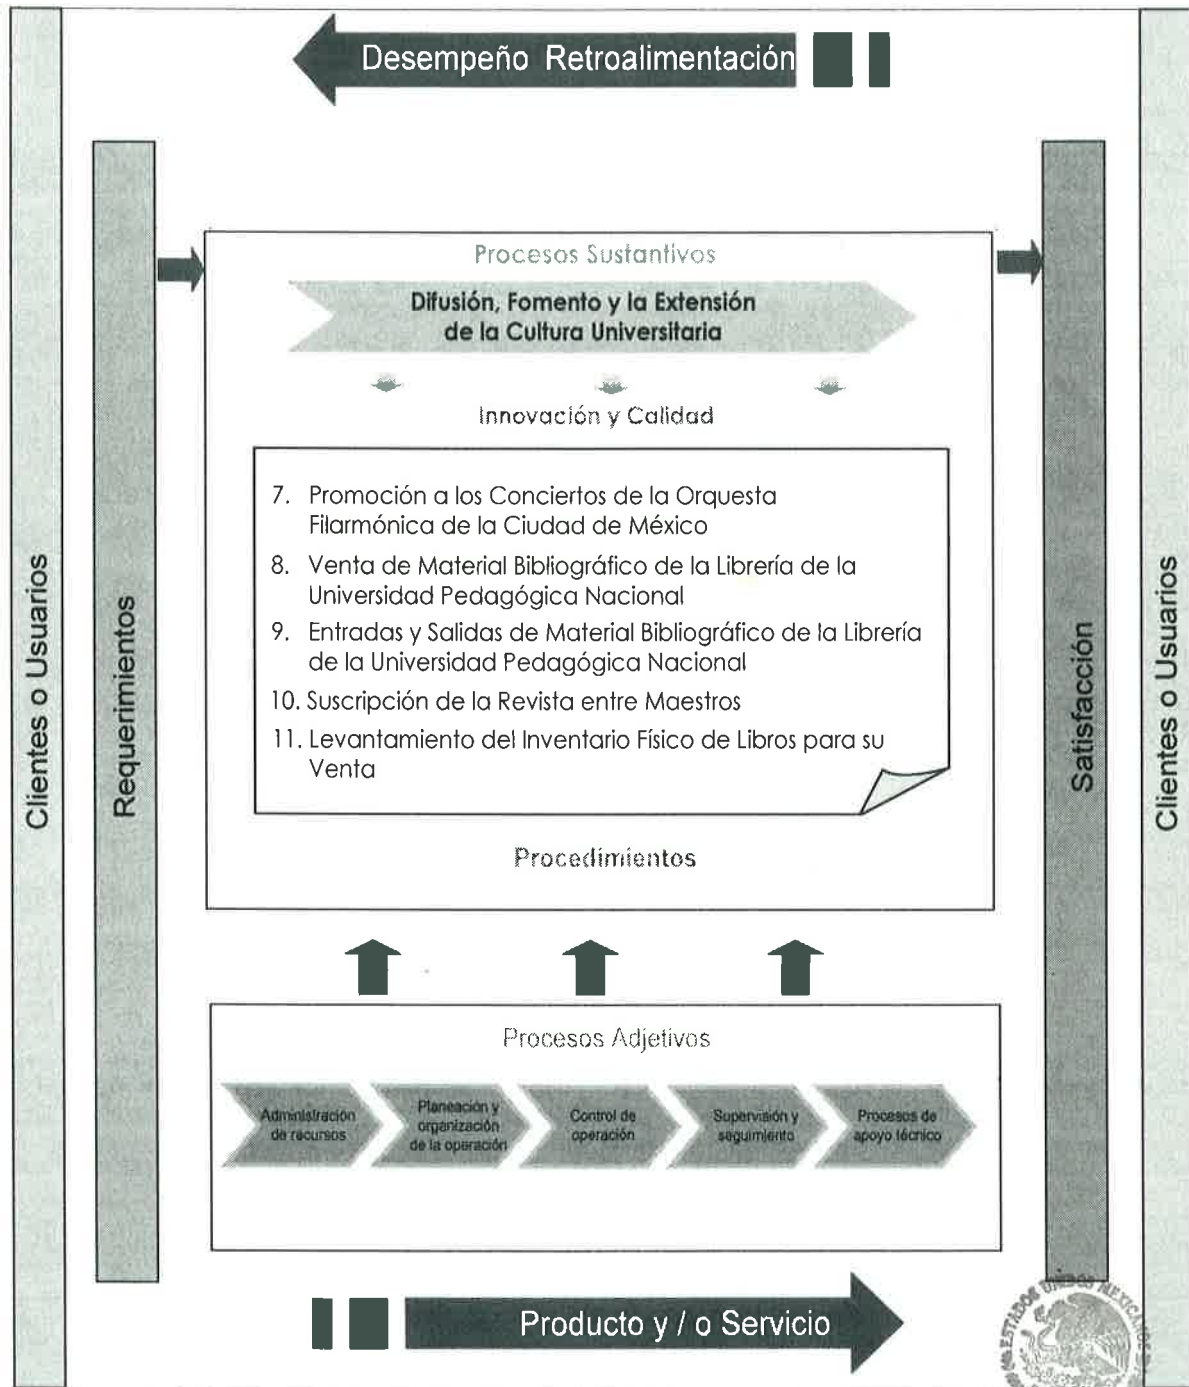 Desempeño Retroalimentación
Clientes o Usuarios
Requerimientos
Procesos Sustantivos
Difusión, Fomento y la Extensión
de la Cultura Universitaria
Innovación y Calidad
7. Promoción a los Conciertos de la Orquesta
Filarmónica de la Ciudad de México
8. Venta de Material Bibliográfico de la Librería de la
Universidad Pedagógica Nacional
9. Entradas y Salidas de Material Bibliográfico de la Librería
de la Universidad Pedagógica Nacional
10. Suscripción de la Revista entre Maestros
11. Levantamiento del Inventario Físico de Libros para su
Venta
Procedimientos
Satisfacción
Clientes o Usuarios
Procesos Adjetivos
Administración
de recursos
Planeación y
organización
de la operación
Control de
operación
Supervisión y
seguimiento
Procesos de
apoyo técnico
Producto y / o Servicio
ESTADOS UNIDOS MEXICANOS